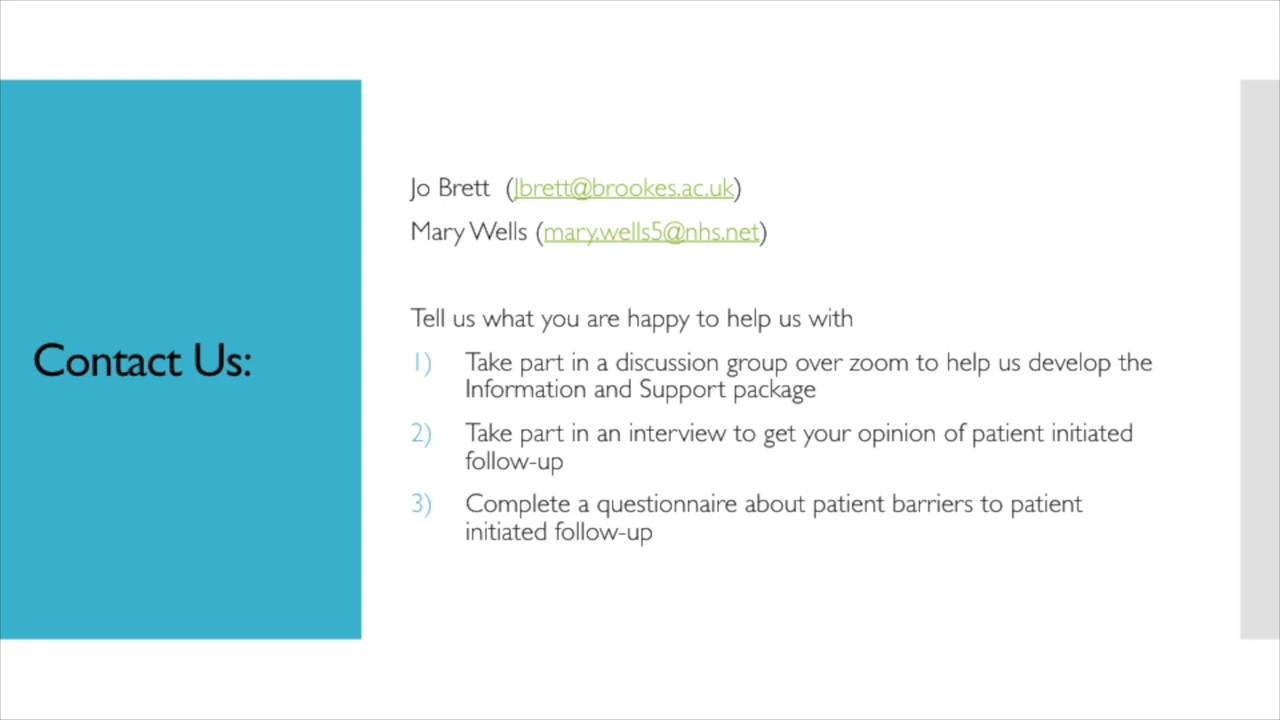 Contact Us:
Jo Brett (Jbrett@brookes.ac.uk)
Mary Wells (mary.wells5@nhs.net)
Tell us what you are happy to help us with
1) Take part in a discussion group over zoom to help us develop the
Information and Support package
2) Take part in an interview to get your opinion of patient initiated
follow-up
3) Complete a questionnaire about patient barriers to patient
initiated follow-up